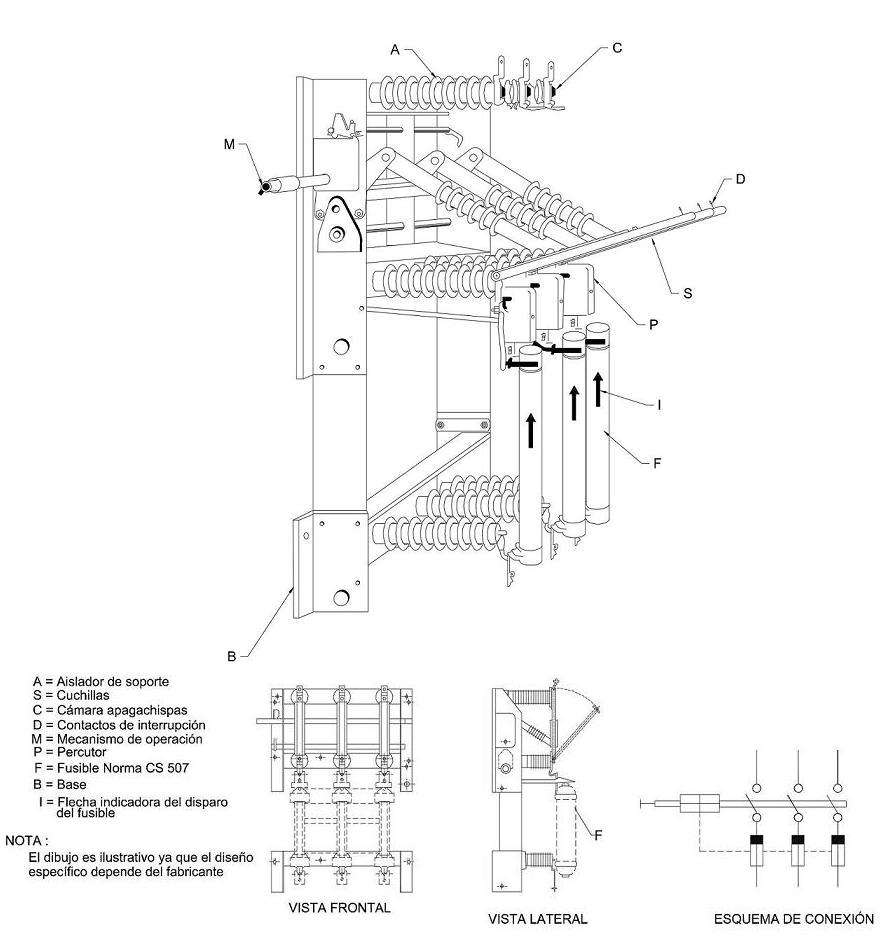 A
C
M
D
S
P
I
F
B
A = Aislador de soporte
S = Cuchillas
C = Cámara apagachispas
D = Contactos de interrupción
M = Mecanismo de operación
P = Percutor
F = Fusible Norma CS 507
B = Base
I = Flecha indicadora del disparo
del fusible
NOTA :
El dibujo es ilustrativo ya que el diseño
específico depende del fabricante
F
VISTA FRONTAL
VISTA LATERAL
ESQUEMA DE CONEXIÓN